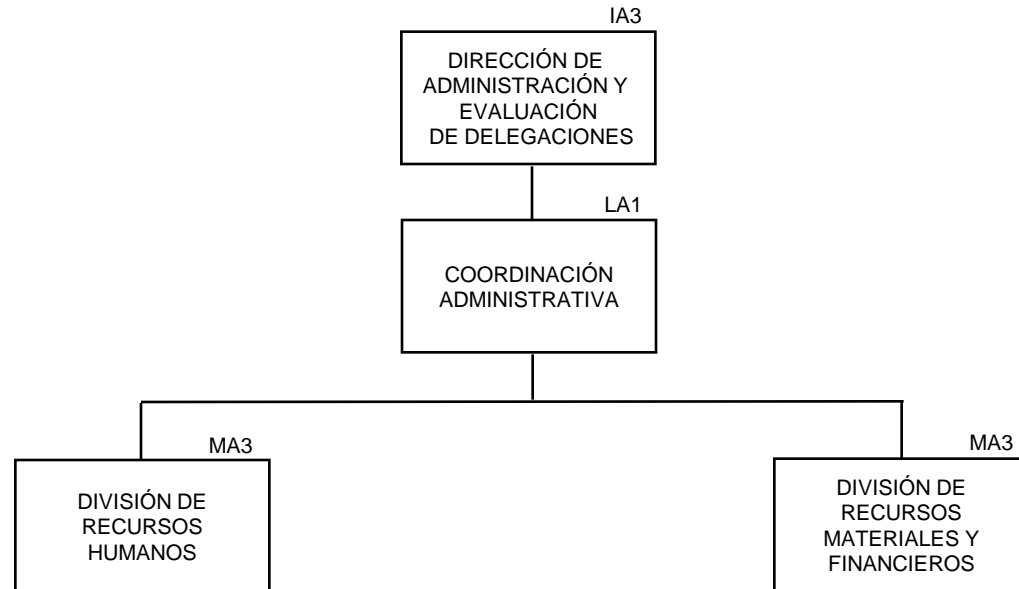 IA3
DIRECCIÓN DE
ADMINISTRACIÓN Y
EVALUACIÓN
DE DELEGACIONES
LA1
COORDINACIÓN
ADMINISTRATIVA
MA3
DIVISIÓN DE
RECURSOS
HUMANOS
MA3
DIVISIÓN DE
RECURSOS
MATERIALES Y
FINANCIEROS